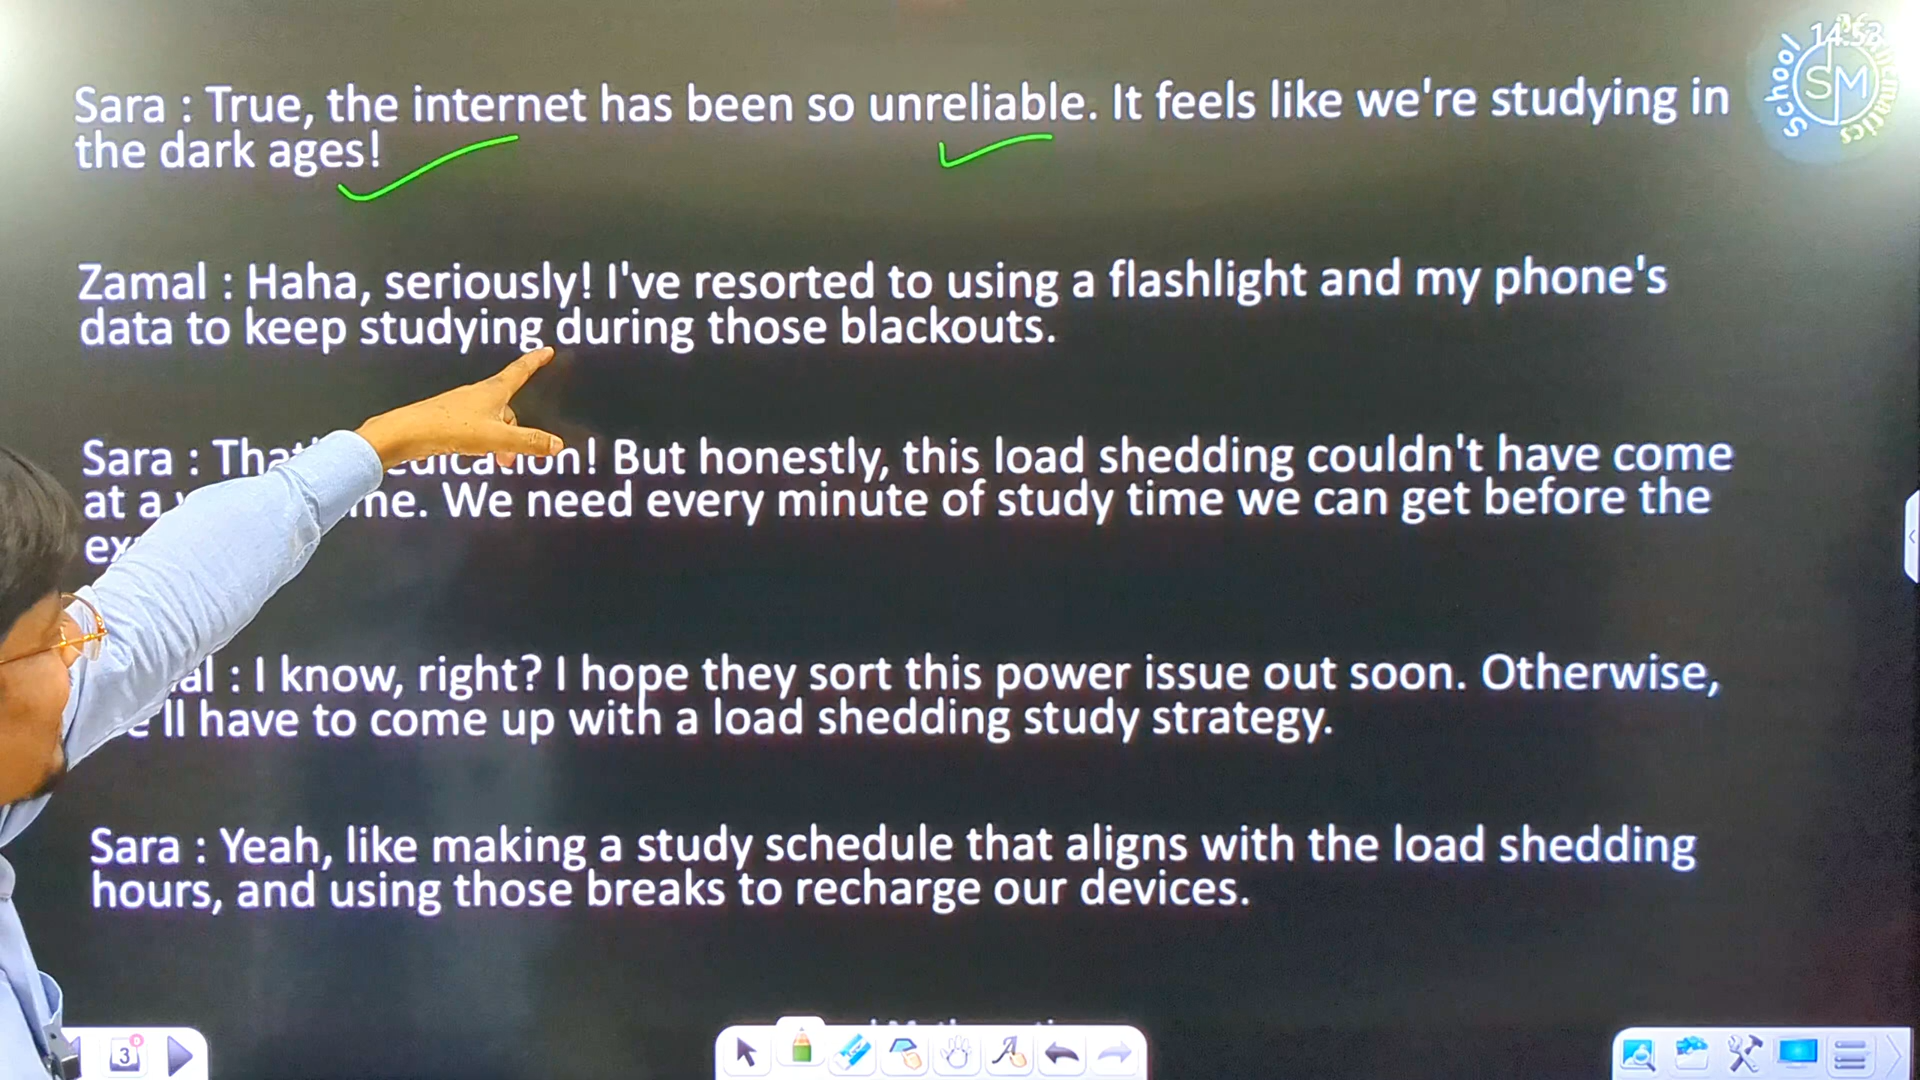 Sara : True, the internet has been so unreliable. It feels like we're studying in
the dark ages!
Zamal : Haha, seriously! I've resorted to using a flashlight and my phone's
data to keep studying during those blackouts.
Sara : But honestly, this load shedding couldn't have come
at a We need every minute of study time we can get before the
: I know, right? I hope they sort this power issue out soon. Otherwise,
have to come up with a load shedding study strategy.
Sara : Yeah, like making a study schedule that aligns with the load shedding
hours, and using those breaks to recharge our devices.
School
SM
3